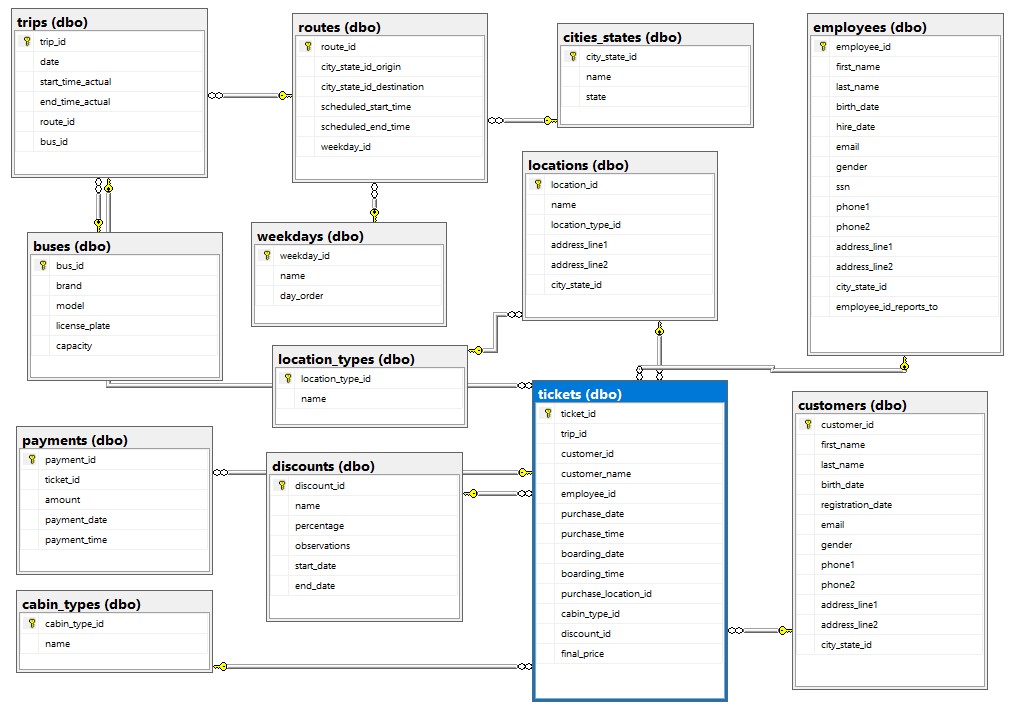 trips (dbo)
trip_id
date
start_time_actual
end_time_actual
route_id
bus_id
routes (dbo)
route_id
city_state_id_origin
city_state_id_destination
scheduled_start_time
scheduled_end_time
weekday_id
cities_states (dbo)
city_state_id
name
state
employees (dbo)
employee_id
first_name
last_name
birth_date
hire_date
email
gender
ssn
phone1
phone2
address_line1
address_line2
city_state_id
employee_id_reports_to
locations (dbo)
location_id
name
location_type_id
address_line1
address_line2
city_state_id
buses (dbo)
bus_id
brand
model
license_plate
capacity
weekdays (dbo)
weekday_id
name
day_order
location_types (dbo)
location_type_id
name
tickets (dbo)
ticket_id
trip_id
customer_id
customer_name
employee_id
purchase_date
purchase_time
boarding_date
boarding_time
purchase_location_id
cabin_type_id
discount_id
final_price
customers (dbo)
customer_id
first_name
last_name
birth_date
registration_date
email
gender
phone1
phone2
address_line1
address_line2
city_state_id
payments (dbo)
payment_id
ticket_id
amount
payment_date
payment_time
discounts (dbo)
discount_id
name
percentage
observations
start_date
end_date
cabin_types (dbo)
cabin_type_id
name